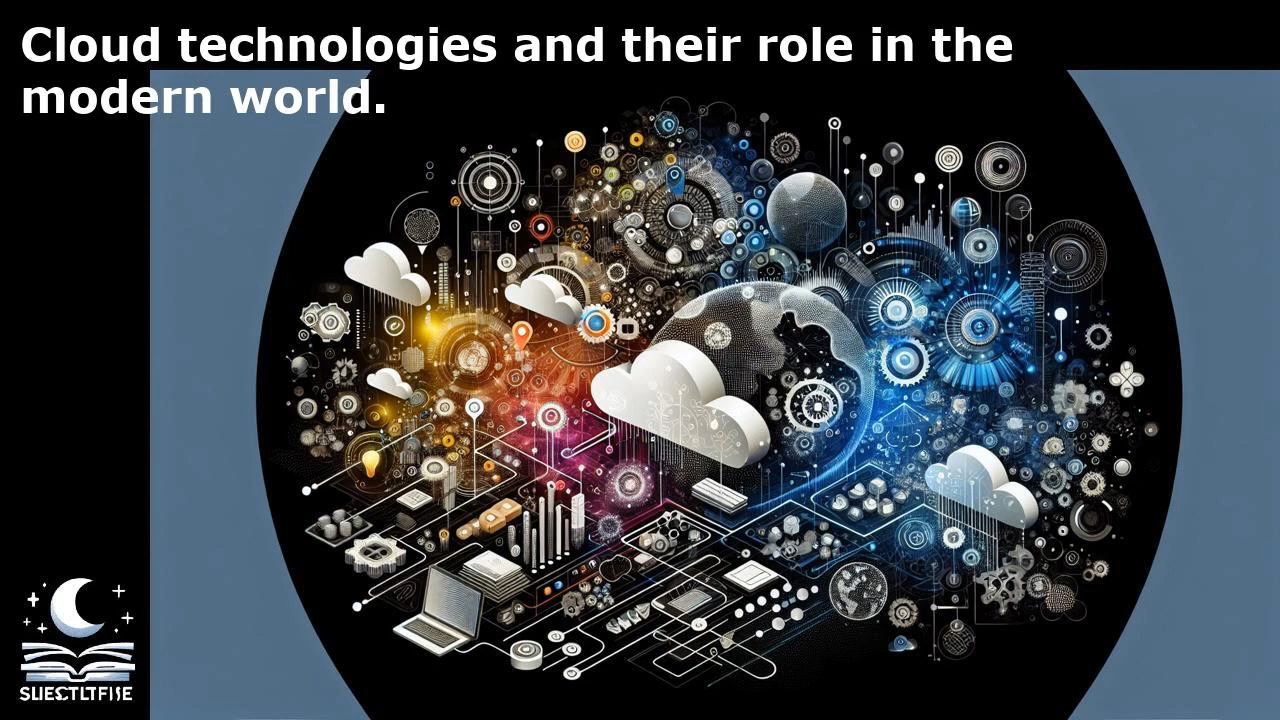 Cloud technologies and their role in the
modern world.